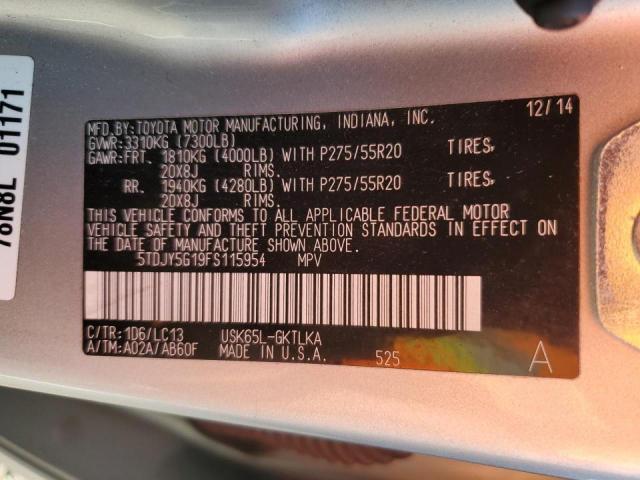 MFD.BY:TOYOTA MOTOR MANUFACTURING, INDIANA, INC. 12/14
GVWR:3310KG (7300LB)
GAWR:FRT. 1810KG (4000LB) WITH P275/55R20 TIRES,
20X8J RIMS.
RR. 1940KG (4280LB) WITH P275/55R20 TIRES,
20X8J RIMS.
THIS VEHICLE CONFORMS TO ALL APPLICABLE FEDERAL MOTOR
VEHICLE SAFETY AND THEFT PREVENTION STANDARDS IN EFFECT ON
THE DATE OF MANUFACTURE SHOWN ABOVE.
5TDJY5G19FS115954 MPV
C/TR:1D6/LC13 USK65L-GKTLKA
A/TM:A02A/AB60F MADE IN U.S.A. 525 A
78N8L 01171